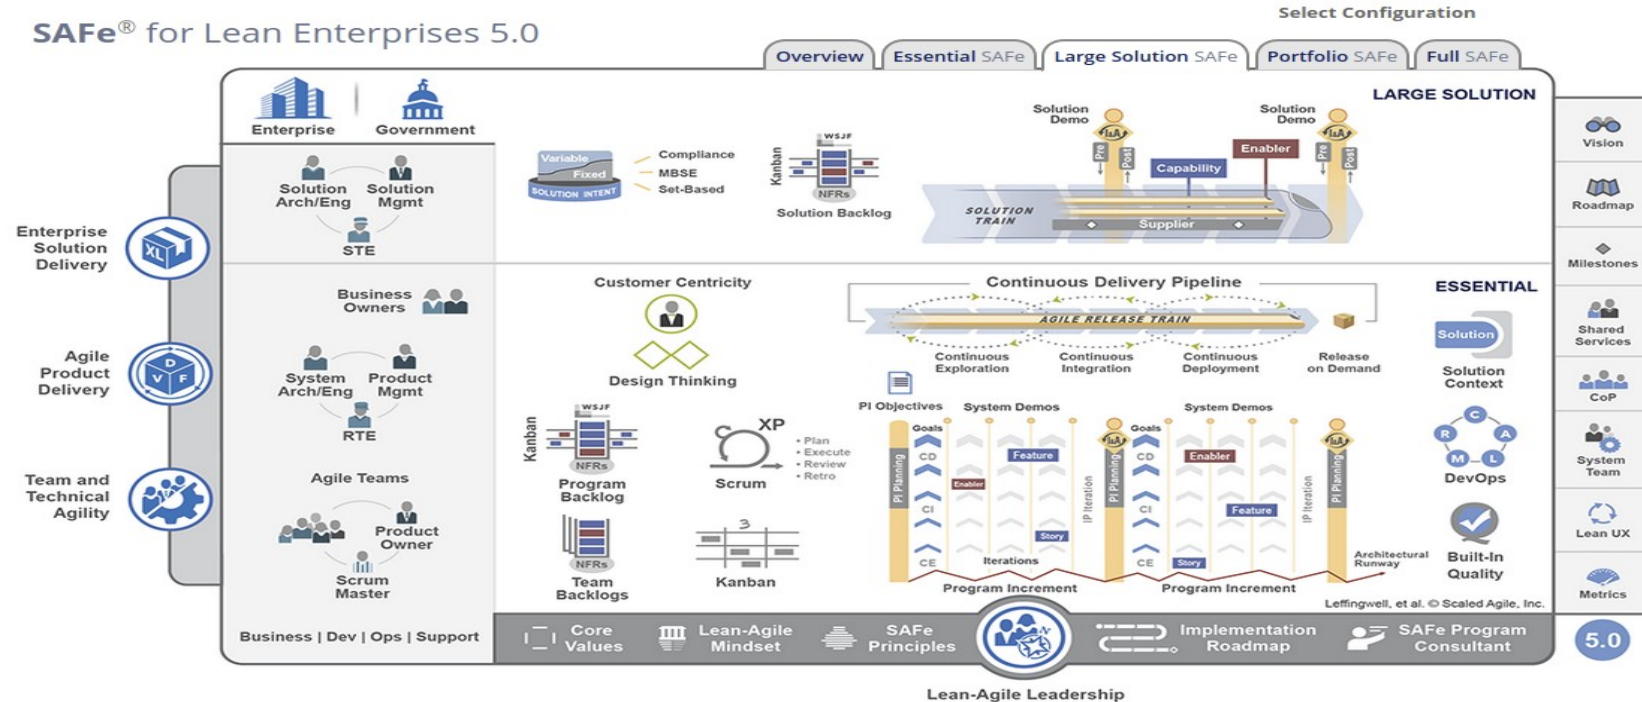 Select Configuration
SAFe® for Lean Enterprises 5.0
Overview
Essential SAFe
Large Solution SAFe
Portfolio SAFe
Full SAFe
Enterprise
Government
LARGE SOLUTION
Solution
Arch/Eng
Solution
Mgmt
STE
Variable
Fixed
SOLUTION INTENT
Compliance
MBSE
Set-Based
Kanban
WSJF
NFRs
Solution Backlog
Solution
Demo
I&A
Pre
Post
Capability
Enabler
Solution
Demo
I&A
Pre
Post
SOLUTION
TRAIN
Supplier
Enterprise
Solution
Delivery
XL
Agile
Product
Delivery
D
V
F
Team and
Technical
Agility
Business
Owners
System
Arch/Eng
Product
Mgmt
RTE
Agile Teams
Product
Owner
Scrum
Master
Business | Dev | Ops | Support
Customer Centricity
Design Thinking
Kanban
WSJF
NFRs
Program
Backlog
XP
• Plan
• Execute
• Review
• Retro
Scrum
NFRs
Team
Backlogs
3
Kanban
Continuous Delivery Pipeline
AGILE RELEASE TRAIN
Continuous
Exploration
Continuous
Integration
Continuous
Deployment
Release
on Demand
PI Objectives
System Demos
System Demos
Goals
CD
CI
CE
PI Planning
Feature
Enabler
Story
Iterations
IP Iteration
I&A
PI Planning
Goals
CD
CI
CE
Enabler
Feature
Story
IP Iteration
I&A
PI Planning
Architectural
Runway
Program Increment
Program Increment
ESSENTIAL
Solution
Solution
Context
C
R
A
M
L
DevOps
Built-In
Quality
Leffingwell, et al. © Scaled Agile, Inc.
Core
Values
Lean-Agile
Mindset
SAFe
Principles
N
Implementation
Roadmap
SAFe Program
Consultant
Lean-Agile Leadership
Vision
Roadmap
Milestones
Shared
Services
CoP
System
Team
Lean UX
Metrics
5.0